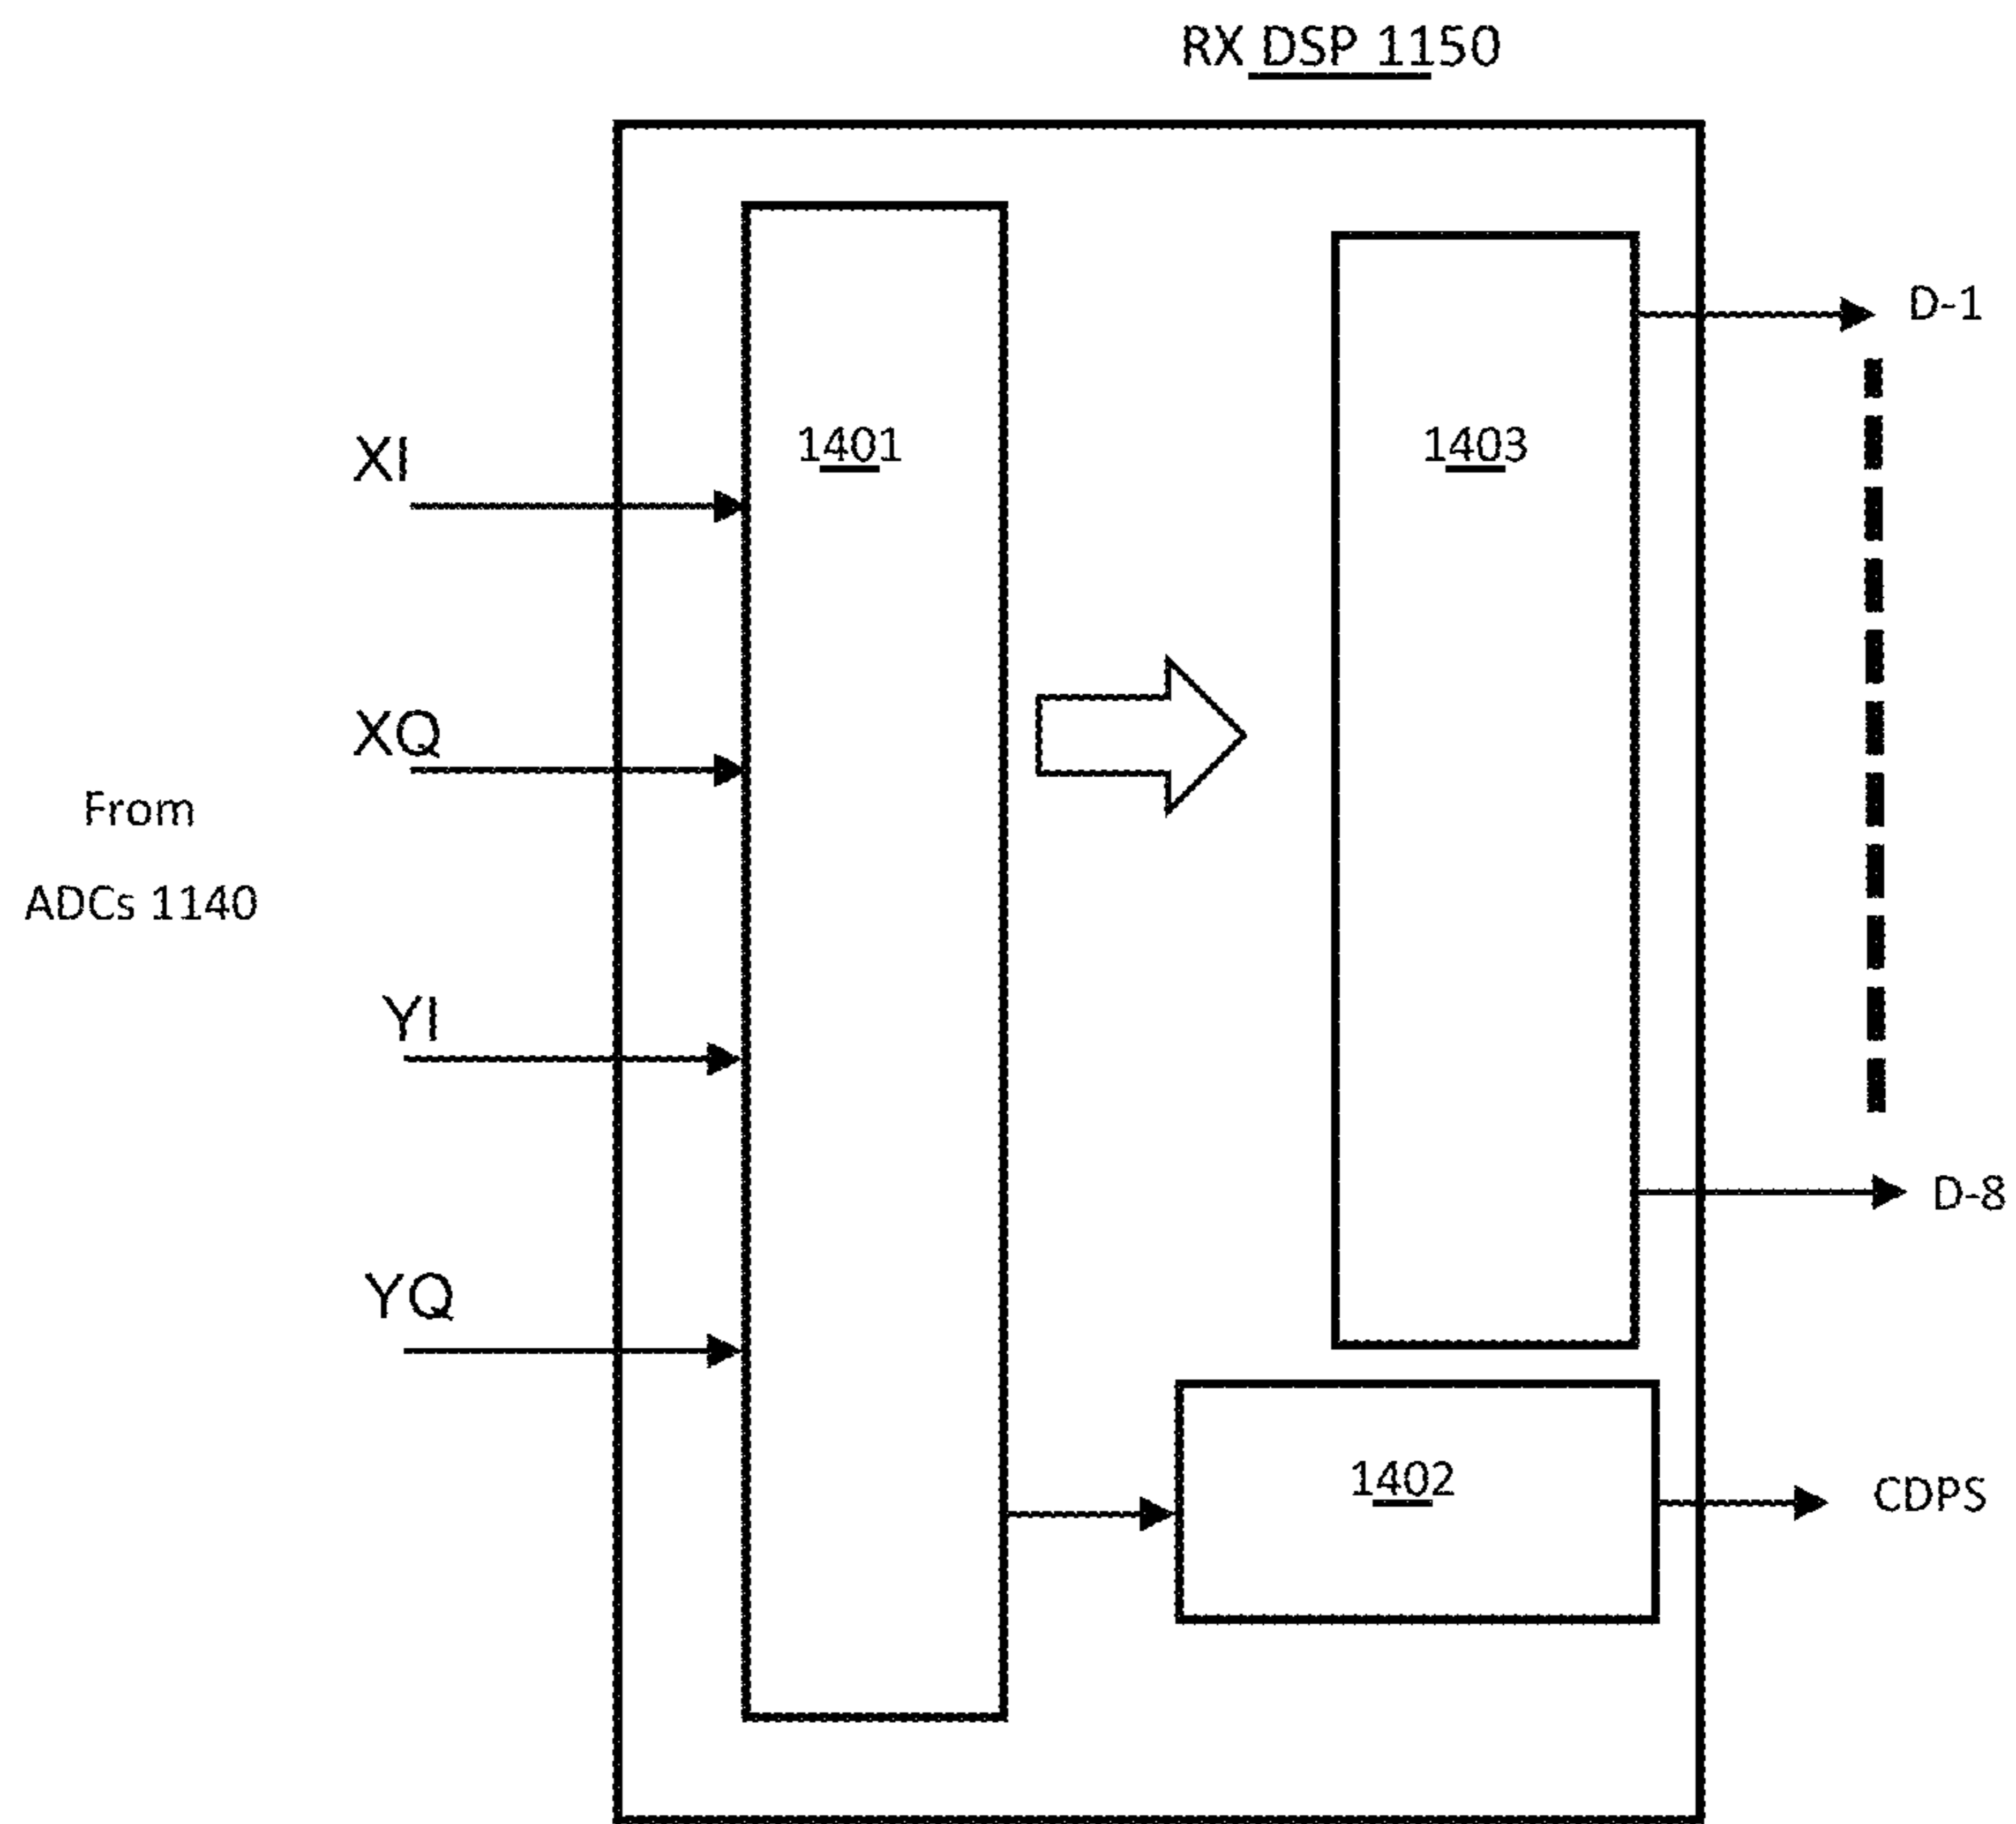 RX DSP 1150
D-1
1401
1403
XI
XQ
From
ADCs 1140
YI
D-8
YQ
1402
CDPS